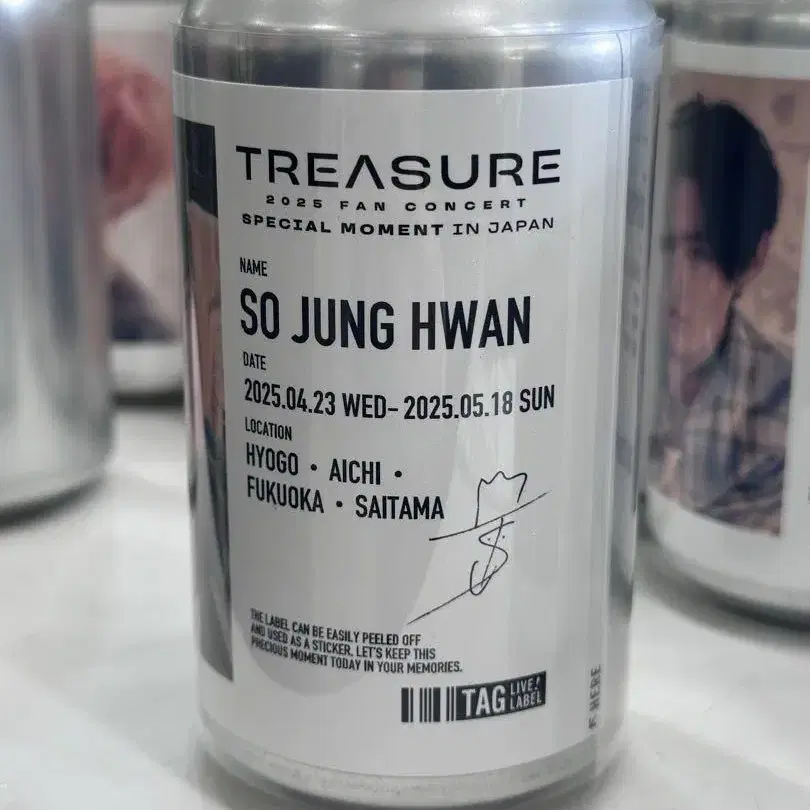 TREASURE
2025 FAN CONCERT
SPECIAL MOMENT IN JAPAN
NAME
SO JUNG HWAN
DATE
2025.04.23 WED- 2025.05.18 SUN
LOCATION
HYOGO • AICHI •
FUKUOKA • SAITAMA
THE LABEL CAN BE EASILY PEELED OFF
AND USED AS A STICKER. LET'S KEEP THIS
PRECIOUS MOMENT TODAY IN YOUR MEMORIES.
TAG LIVE! LABEL
HERE